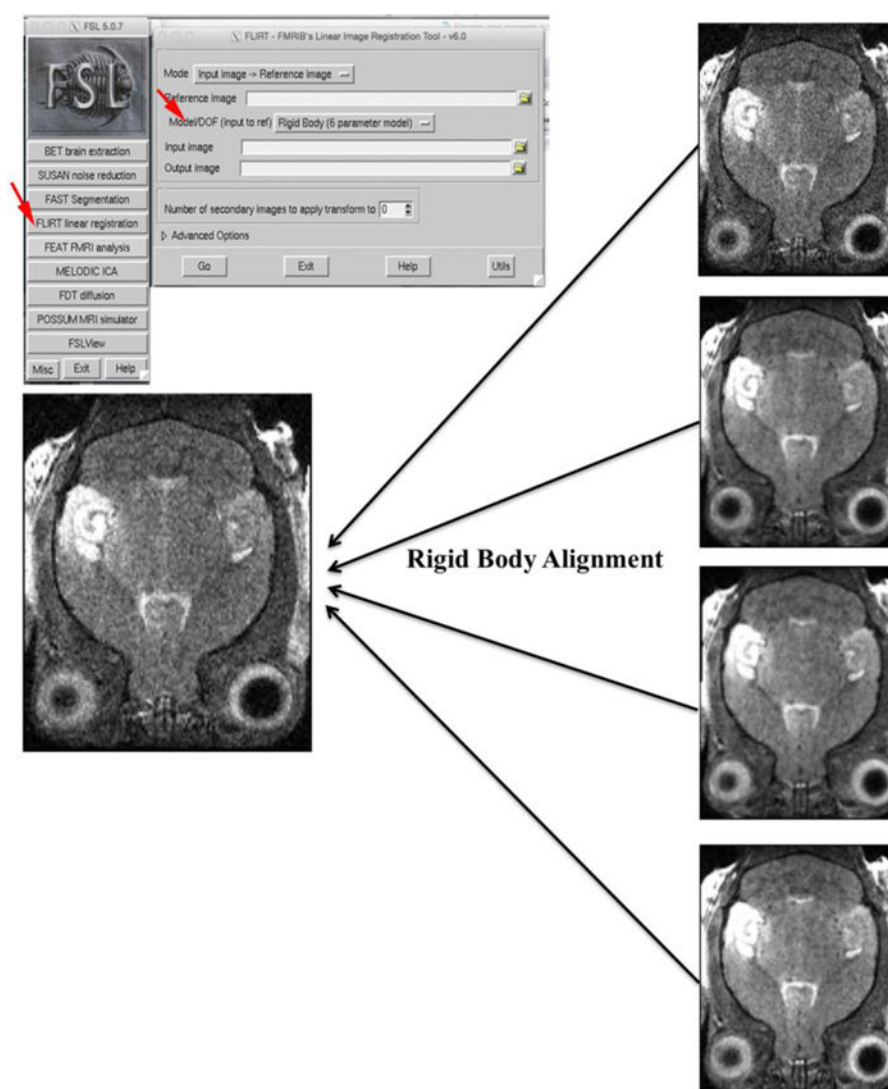 FSL 5.0.7
FSL
BET brain extraction
SUSAN noise reduction
FAST Segmentation
FLIRT linear registration
FEAT FMRI analysis
MELODIC ICA
FDT diffusion
POSSUM MRI simulator
FSLView
Misc Exit Help
FLIRT - FMRIB's Linear Image Registration Tool - v6.0
Mode Input image -> Reference image
Reference image
Model/DOF (input to ref) Rigid Body (6 parameter model)
Input image
Output image
Number of secondary images to apply transform to 0
Advanced Options
Go Exit Help Utils
Rigid Body Alignment